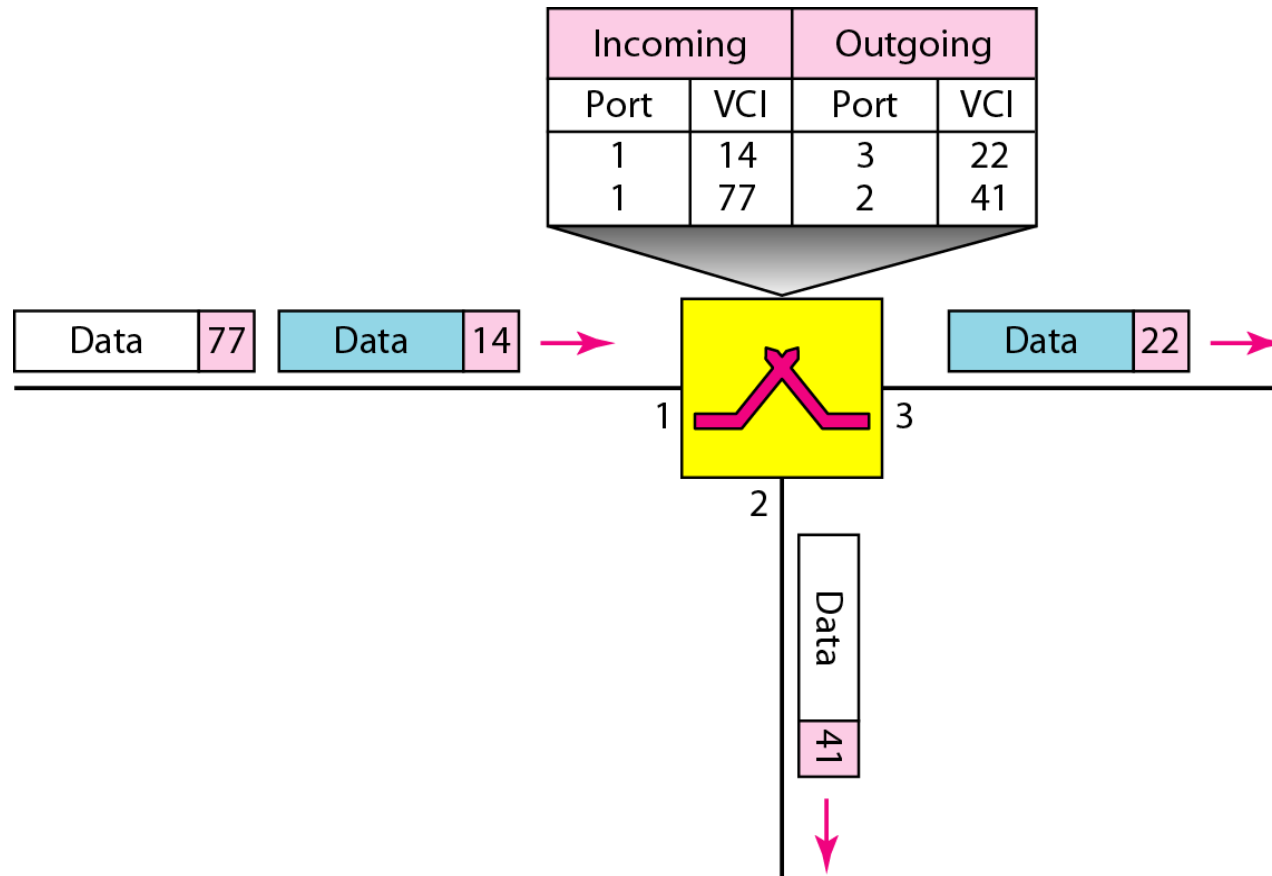 Incoming Outgoing
Port VCI Port VCI
1 14 3 22
1 77 2 41
Data 77 Data 14 Data 22
1 3
2
Data 41